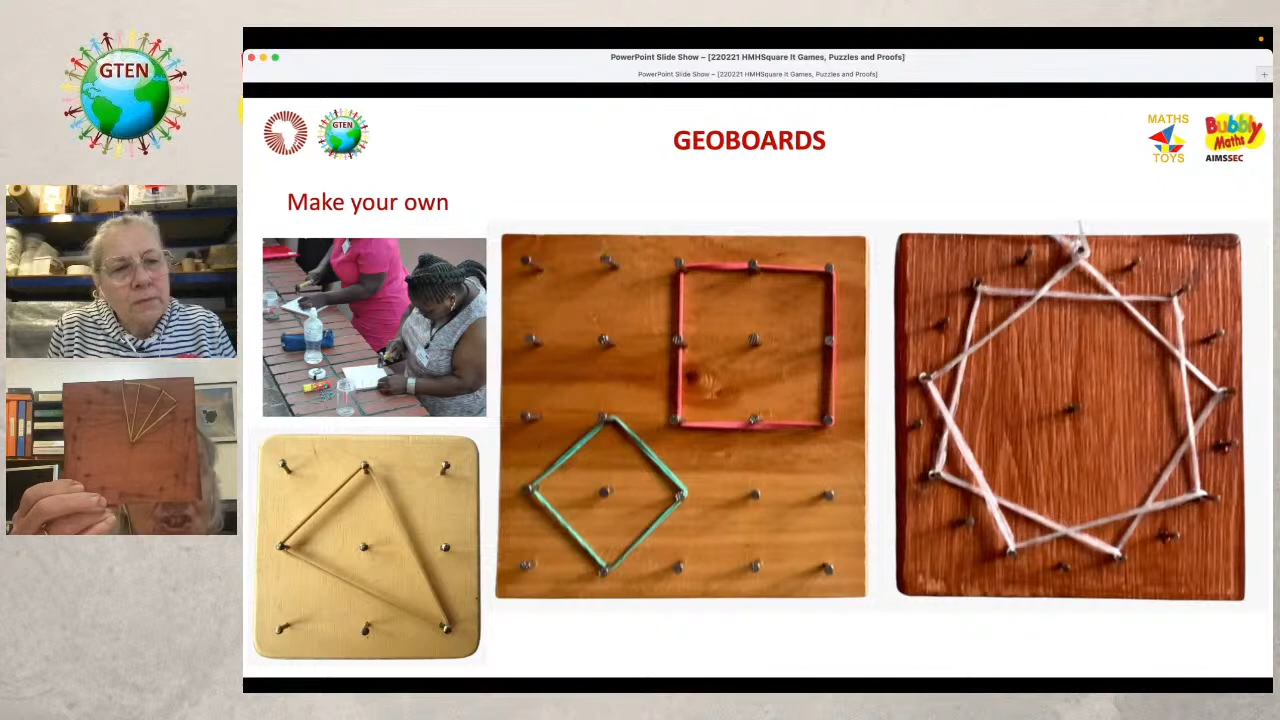 GTEN
PowerPoint Slide Show – [220221 HMHSquare It Games, Puzzles and Proofs]
PowerPoint Slide Show – [220221 HMHSquare It Games, Puzzles and Proofs]
GTEN
GEOBOARDS
MATHS
TOYS
Bubbly
Maths
AIMSSEC
Make your own